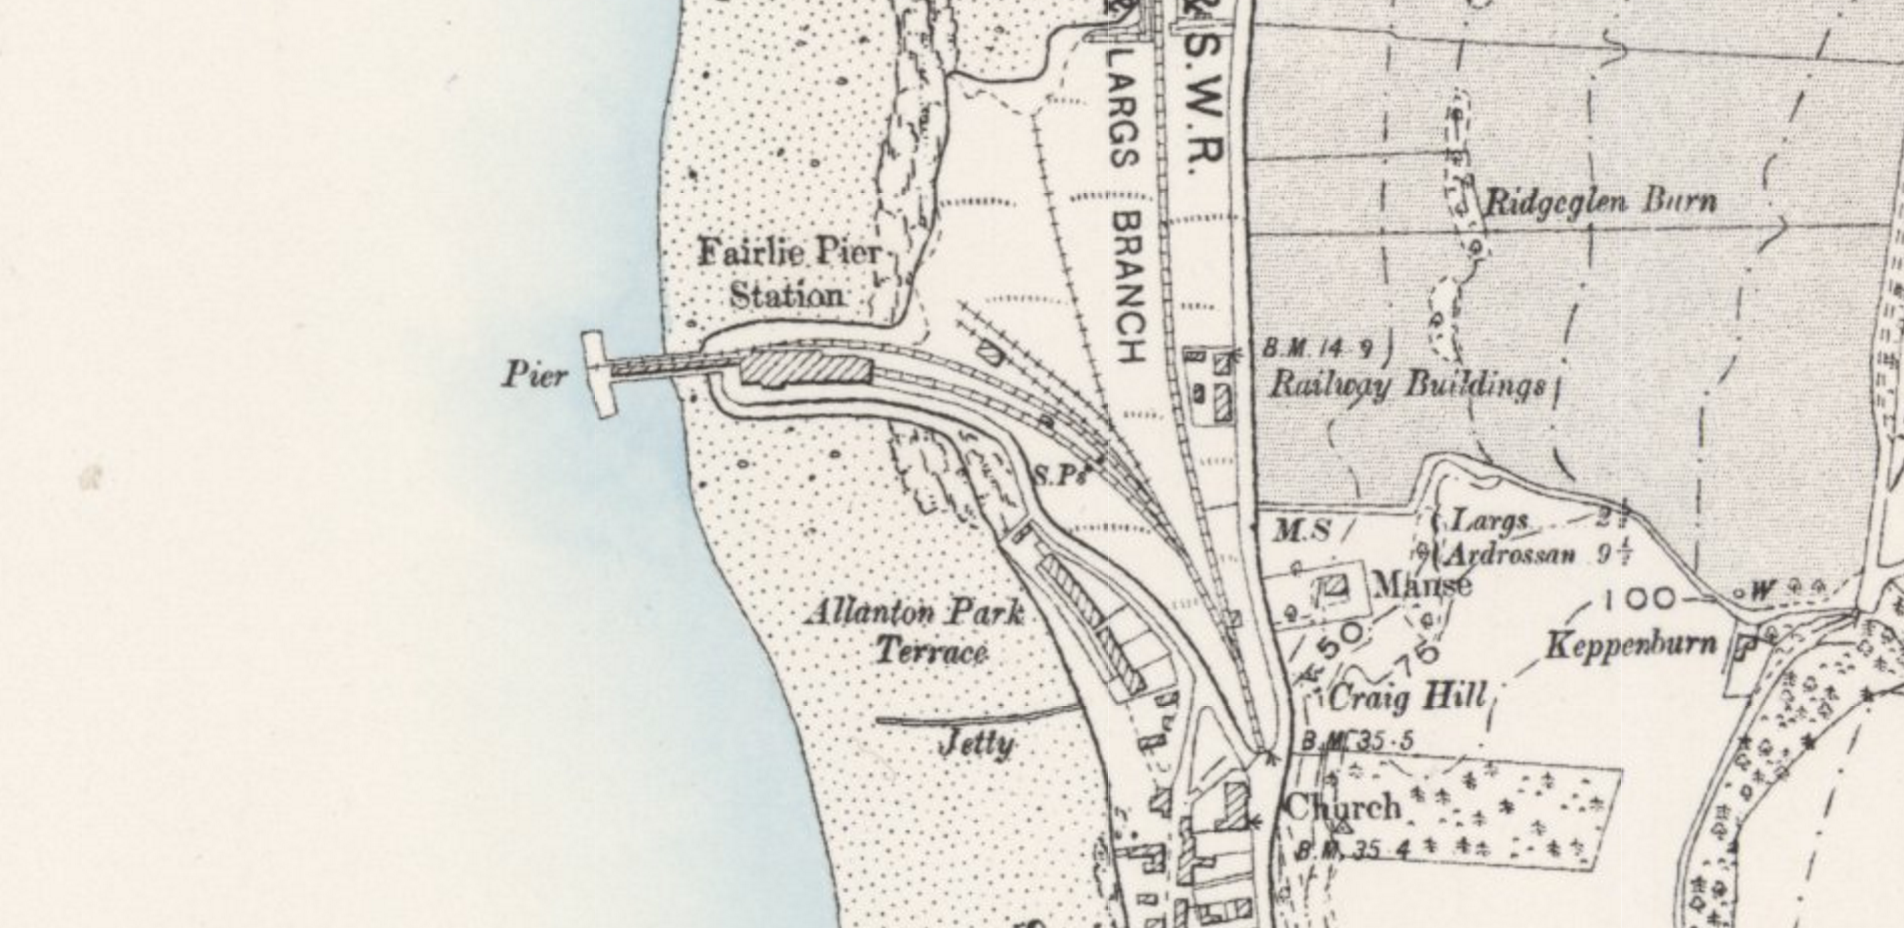 & S. W. R.
LARGS BRANCH
Ridgeglen Burn
Fairlie Pier
Station
Pier
B.M. 14·9
Railway Buildings
S.Ps
M.S
Largs 2½
Ardrossan 9½
Manse
100
W
50
75
Keppenburn
Allanton Park
Terrace
Craig Hill
Jetty
B.M. 35·5
Church
B.M. 35·4